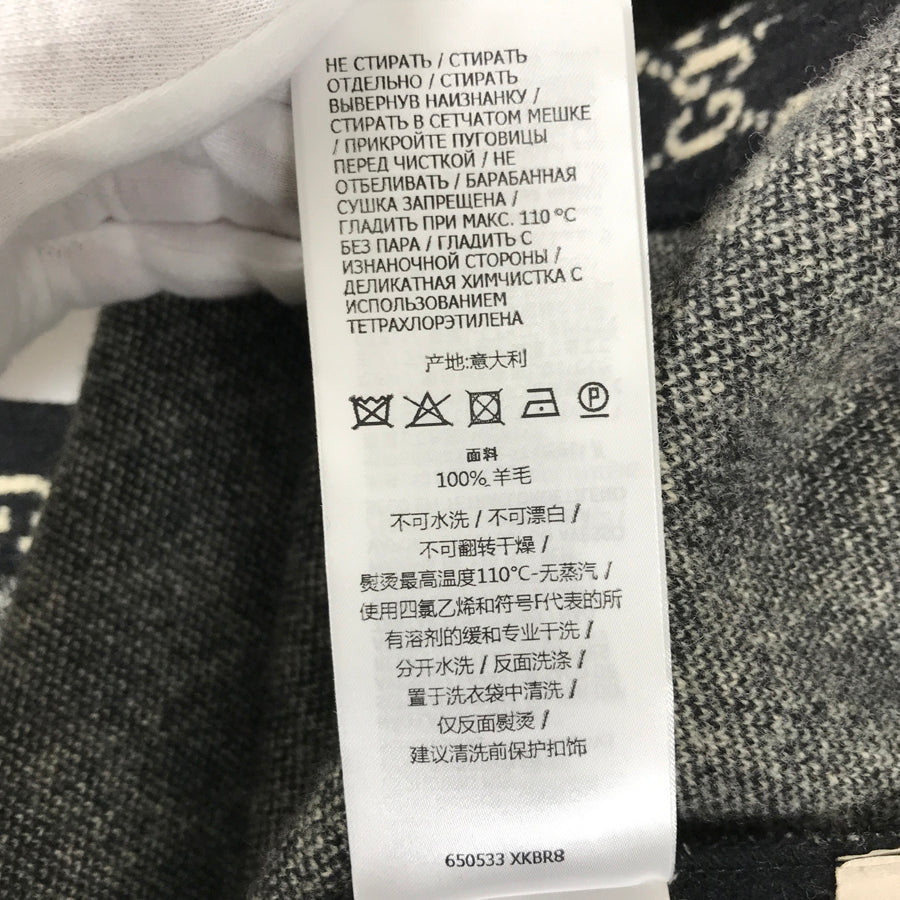 НЕ СТИРАТЬ / СТИРАТЬ
ОТДЕЛЬНО / СТИРАТЬ
ВЫВЕРНУВ НАИЗНАНКУ /
СТИРАТЬ В СЕТЧАТОМ МЕШКЕ
/ ПРИКРОЙТЕ ПУГОВИЦЫ
ПЕРЕД ЧИСТКОЙ / НЕ
ОТБЕЛИВАТЬ / БАРАБАННАЯ
СУШКА ЗАПРЕЩЕНА /
ГЛАДИТЬ ПРИ МАКС. 110 °C
БЕЗ ПАРА / ГЛАДИТЬ С
ИЗНАНОЧНОЙ СТОРОНЫ /
ДЕЛИКАТНАЯ ХИМЧИСТКА С
ИСПОЛЬЗОВАНИЕМ
ТЕТРАХЛОРЭТИЛЕНА
产地:意大利
P
面料
100% 羊毛
不可水洗 / 不可漂白 /
不可翻转干燥 /
熨烫最高温度110°C-无蒸汽 /
使用四氯乙烯和符号F代表的所
有溶剂的缓和专业干洗 /
分开水洗 / 反面洗涤 /
置于洗衣袋中清洗 /
仅反面熨烫 /
建议清洗前保护扣饰
650533 XKBR8